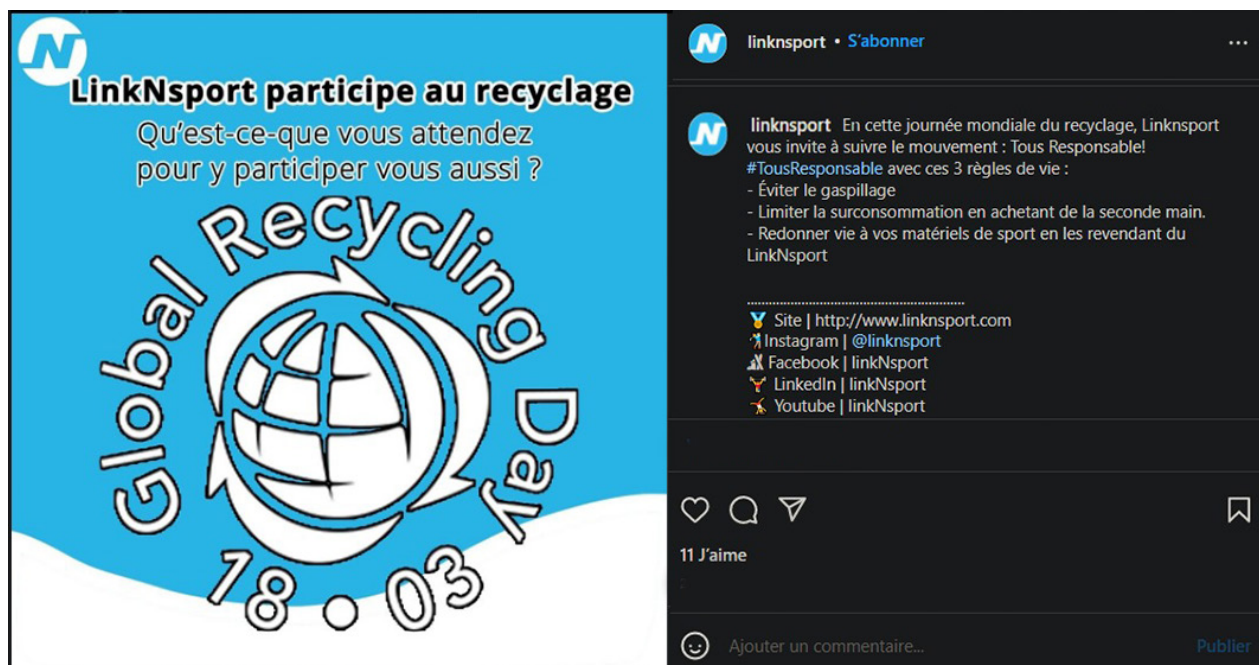 N
LinkNsport participe au recyclage
Qu'est-ce-que vous attendez
pour y participer vous aussi ?
Global Recycling Day
18 • 03
N
linknsport • S'abonner
N
linknsport En cette journée mondiale du recyclage, Linknsport
vous invite à suivre le mouvement : Tous Responsable!
#TousResponsable avec ces 3 règles de vie :
- Éviter le gaspillage
- Limiter la surconsommation en achetant de la seconde main.
- Redonner vie à vos matériels de sport en les revendant du
LinkNsport
............................................................
🏅 Site | http://www.linknsport.com
Instagram | @linknsport
Facebook | linkNsport
LinkedIn | linkNsport
Youtube | linkNsport
11 J'aime
Ajouter un commentaire...
Publier